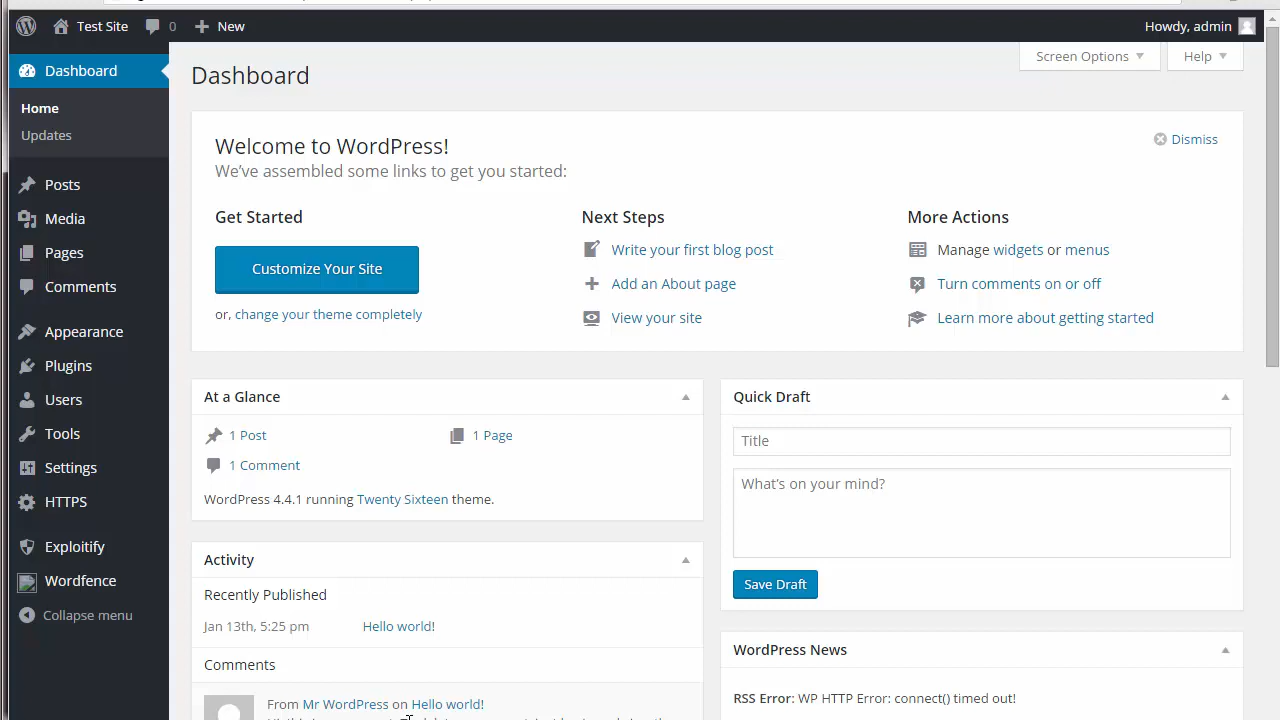 Test Site 0 New Howdy, admin
Dashboard
Home
Updates
Posts
Media
Pages
Comments
Appearance
Plugins
Users
Tools
Settings
HTTPS
Exploitify
Wordfence
Collapse menu
Screen Options Help
Dashboard
Welcome to WordPress!
Dismiss
We've assembled some links to get you started:
Get Started
Customize Your Site
or, change your theme completely
Next Steps
Write your first blog post
Add an About page
View your site
More Actions
Manage widgets or menus
Turn comments on or off
Learn more about getting started
At a Glance
1 Post 1 Page
1 Comment
WordPress 4.4.1 running Twenty Sixteen theme.
Activity
Recently Published
Jan 13th, 5:25 pm Hello world!
Comments
From Mr WordPress on Hello world!
Quick Draft
Title
What's on your mind?
Save Draft
WordPress News
RSS Error: WP HTTP Error: connect() timed out!